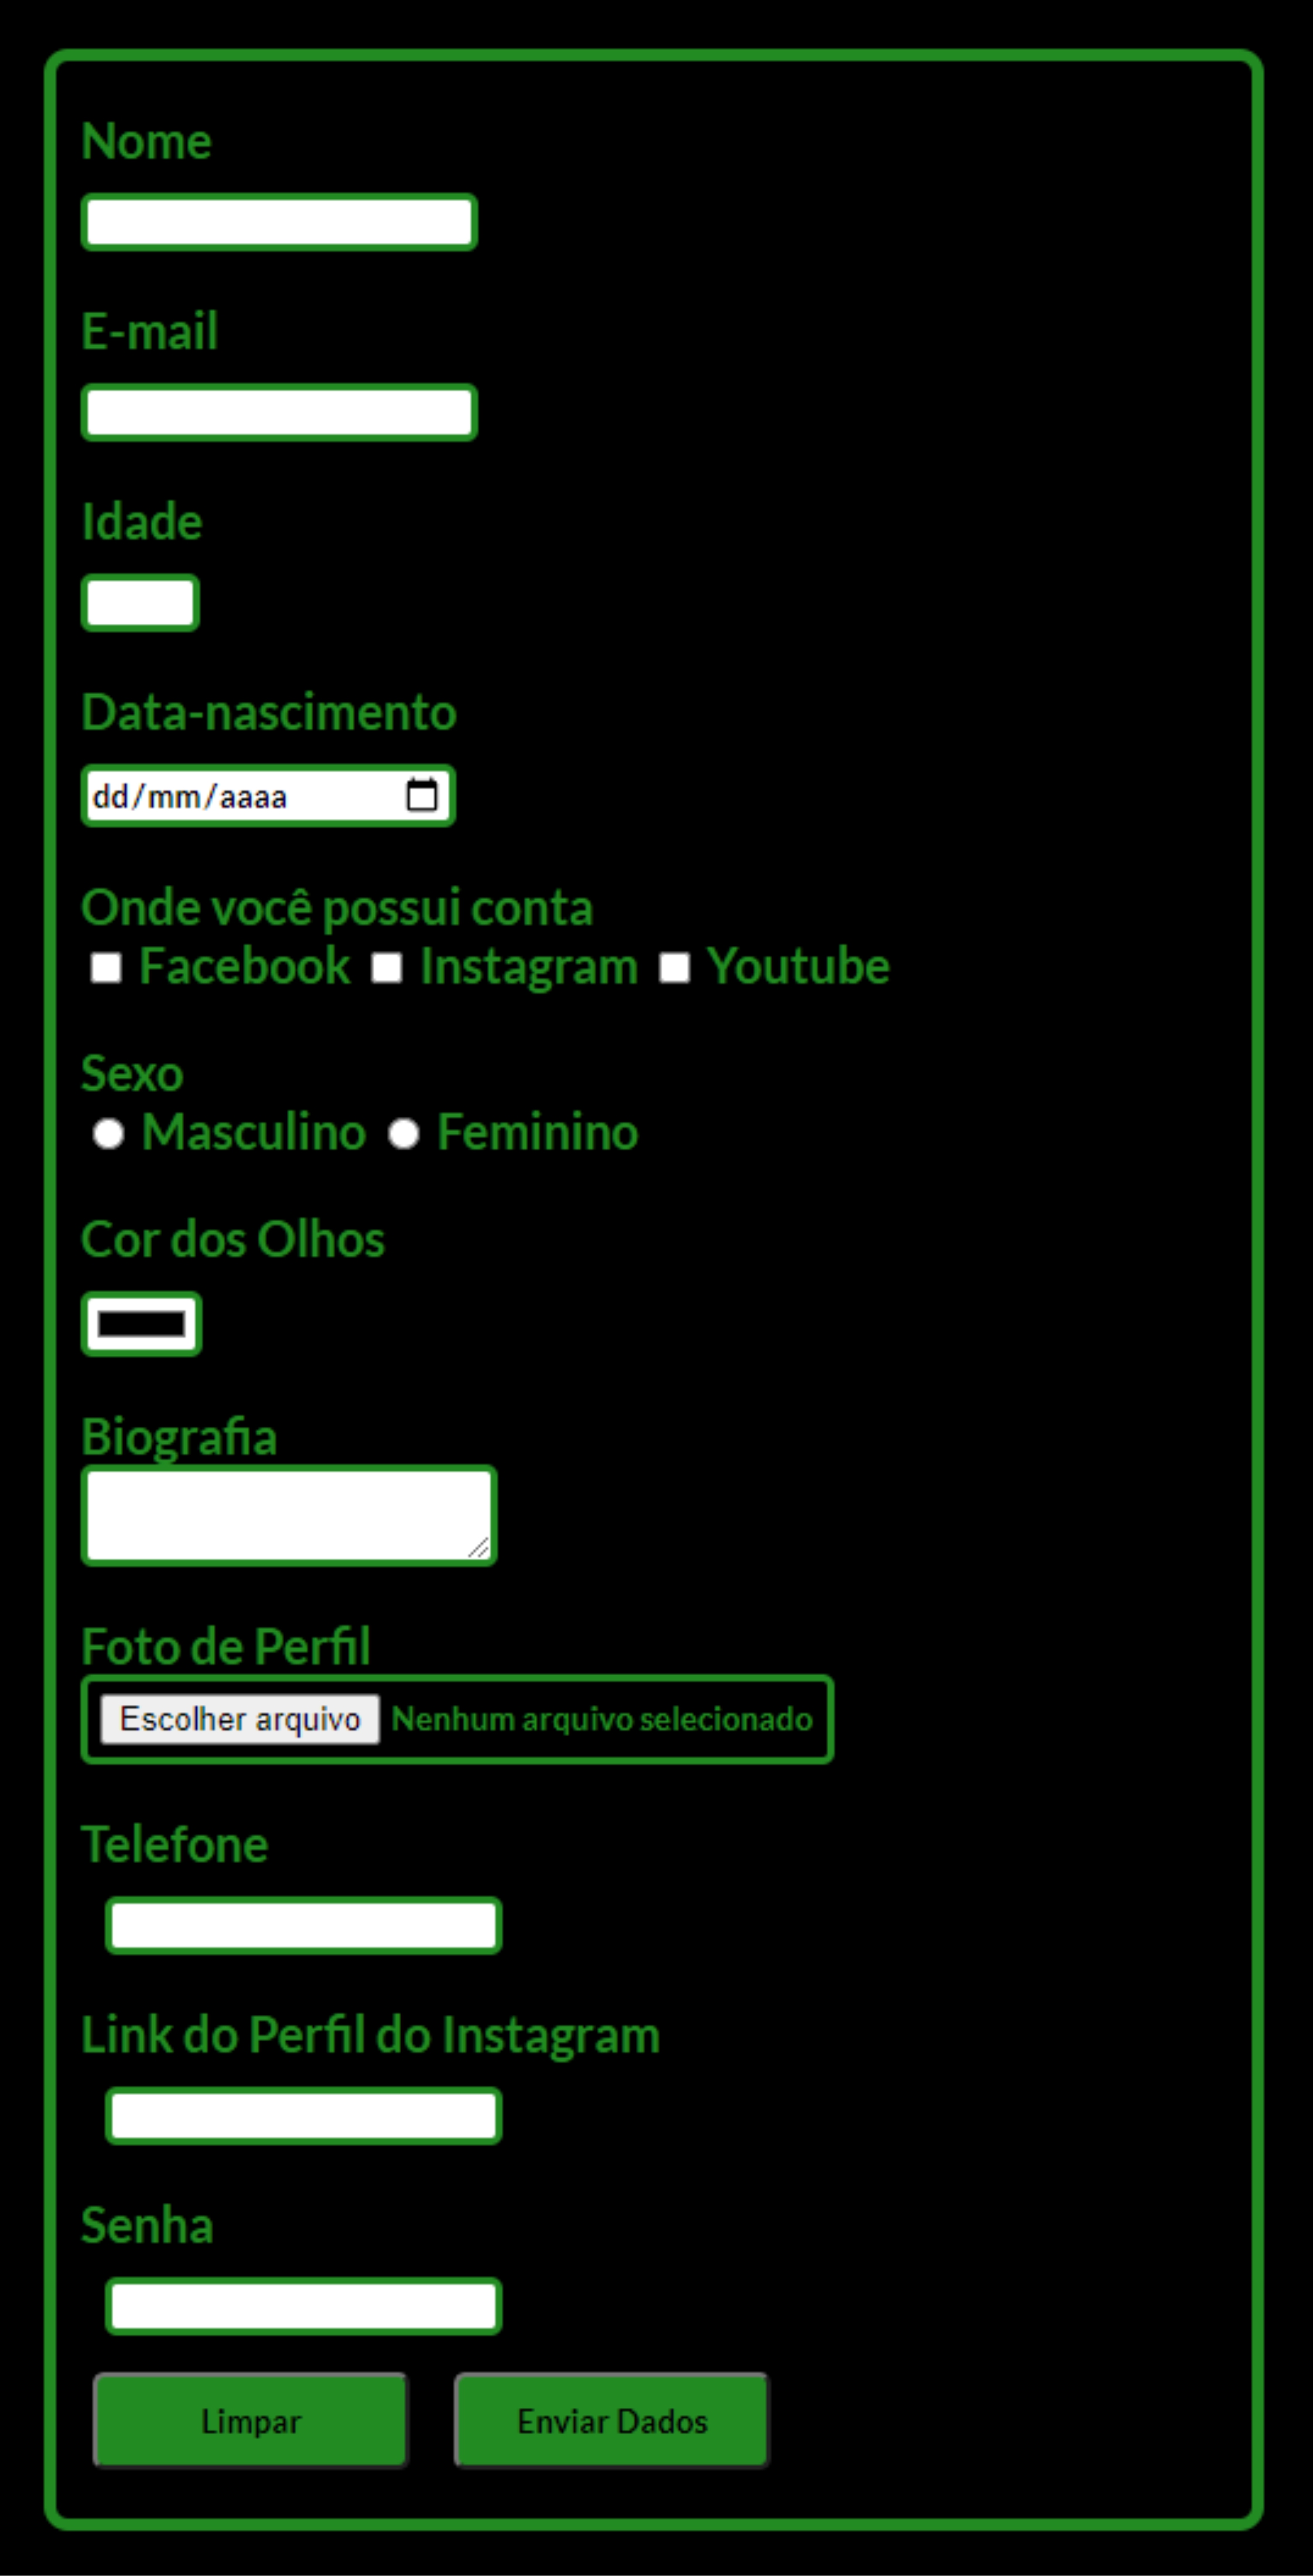 Nome
E-mail
Idade
Data-nascimento
dd/mm/aaaa
Onde você possui conta
Facebook Instagram Youtube
Sexo
Masculino Feminino
Cor dos Olhos
Biografia
Foto de Perfil
Escolher arquivo Nenhum arquivo selecionado
Telefone
Link do Perfil do Instagram
Senha
Limpar Enviar Dados